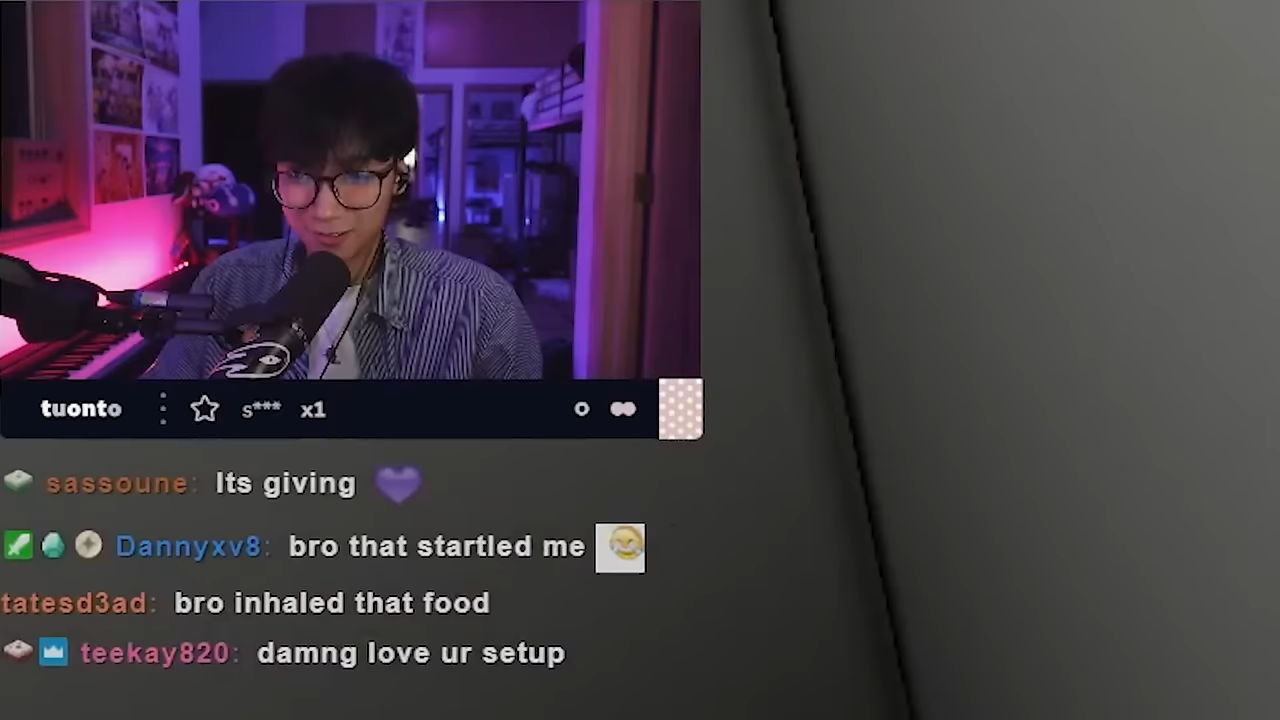 tuonto s*** x1
sassoune: Its giving
Dannyxv8: bro that startled me
tatesd3ad: bro inhaled that food
teekay820: damng love ur setup